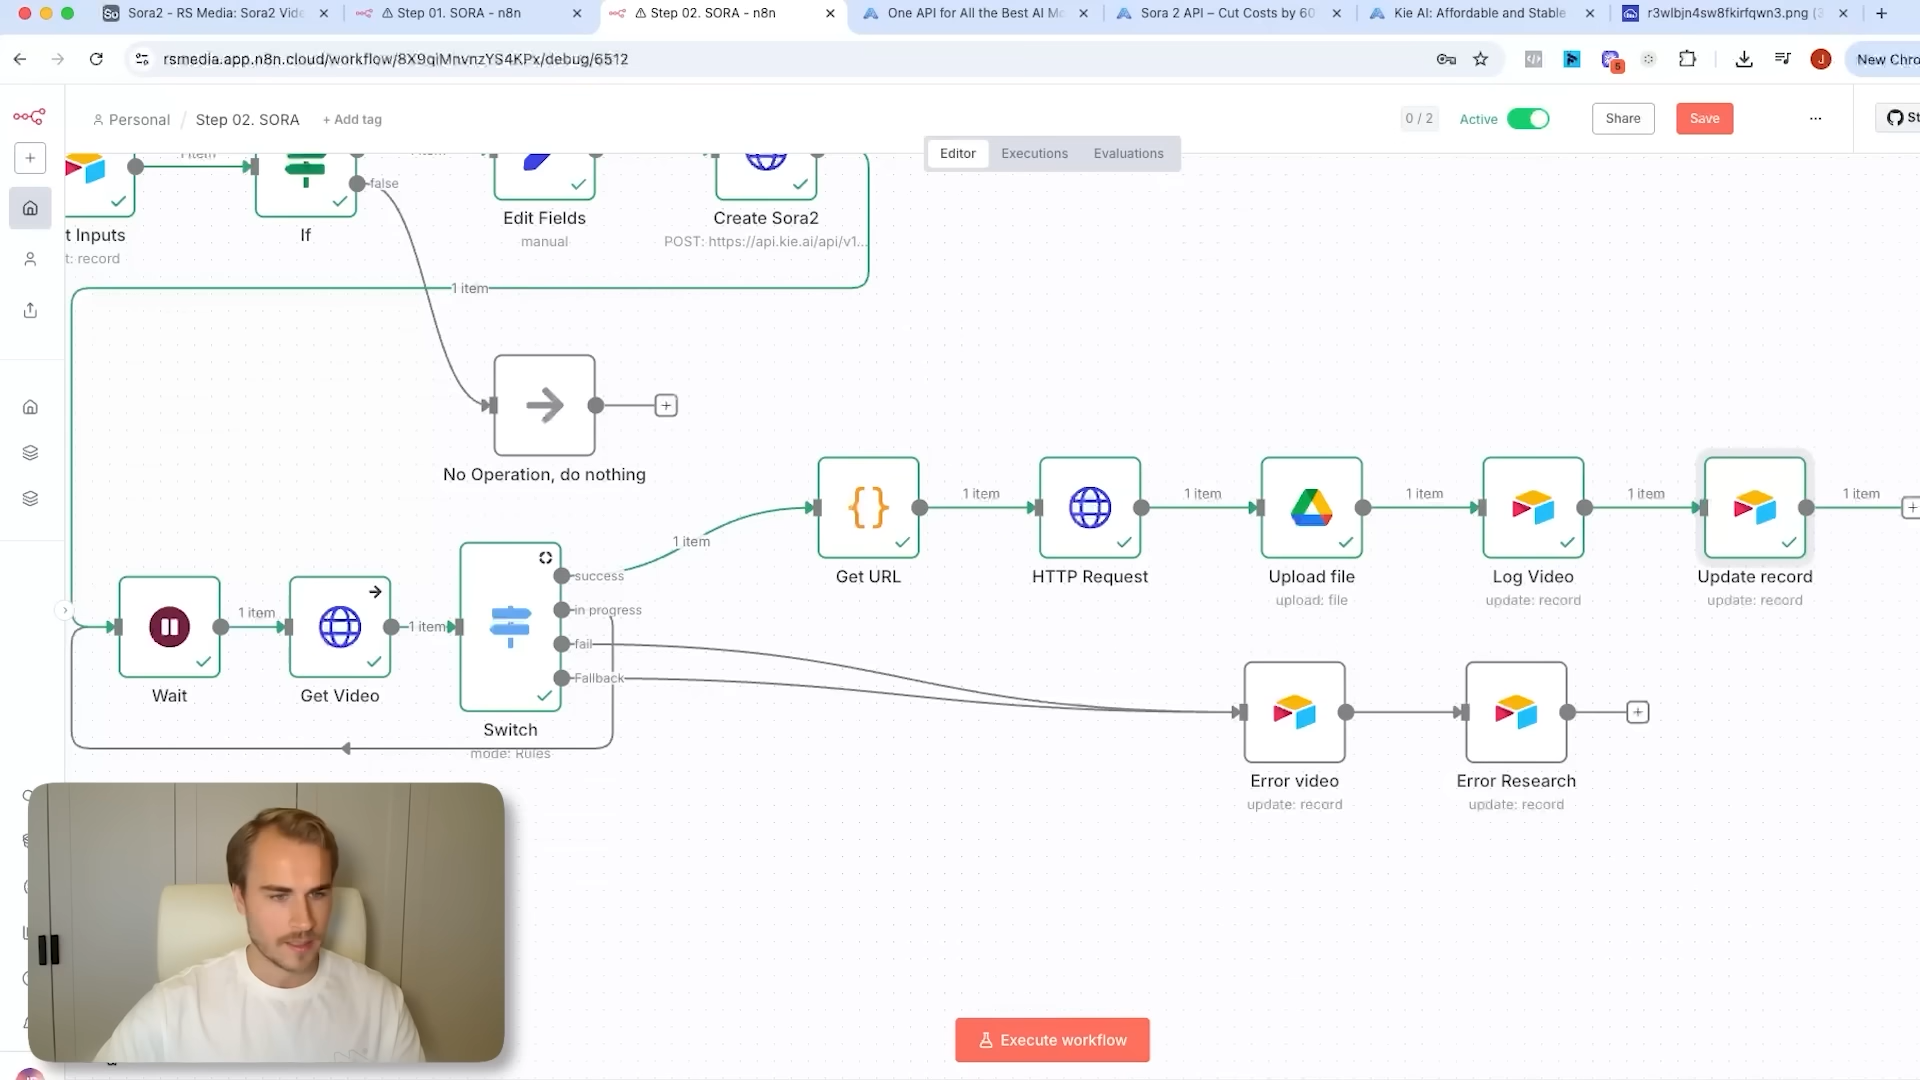 Sora2 - RS Media: Sora2 Vide
Step 01. SORA - n8n
Step 02. SORA - n8n
One API for All the Best AI Mo
Sora 2 API – Cut Costs by 60
Kie AI: Affordable and Stable
r3wlbjn4sw8fkirfqwn3.png (3
rsmedia.app.n8n.cloud/workflow/8X9qiMnvnzYS4KPx/debug/6512
5
J
New Chro
Personal / Step 02. SORA + Add tag
0 / 2
Active
Share
Save
...
St
Editor
Executions
Evaluations
1 item
false
t Inputs
t: record
If
Edit Fields
manual
Create Sora2
POST: https://api.kie.ai/api/v1...
1 item
No Operation, do nothing
1 item
1 item
1 item
1 item
1 item
Get URL
HTTP Request
Upload file
upload: file
Log Video
update: record
Update record
update: record
1 item
success
in progress
fail
Fallback
1 item
1 item
Wait
Get Video
Switch
mode: Rules
Error video
update: record
Error Research
update: record
Execute workflow